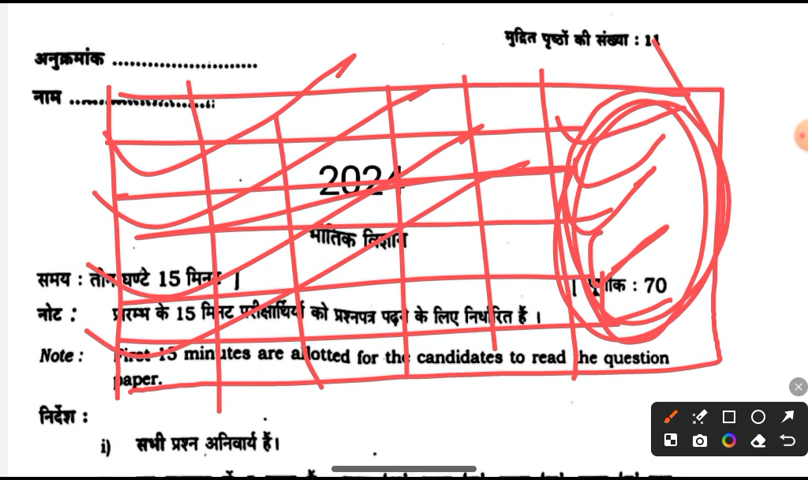 मुद्रित पृष्ठों की संख्या : 11
अनुक्रमांक ..........................
नाम ..........................
2024
भौतिक विज्ञान
समय : तीन घण्टे 15 मिनट ] [ पूर्णांक : 70
नोट : प्रारम्भ के 15 मिनट परीक्षार्थियों को प्रश्नपत्र पढ़ने के लिए निर्धारित हैं ।
Note : First 15 minutes are allotted for the candidates to read the question
paper.
निर्देश :
i) सभी प्रश्न अनिवार्य हैं।